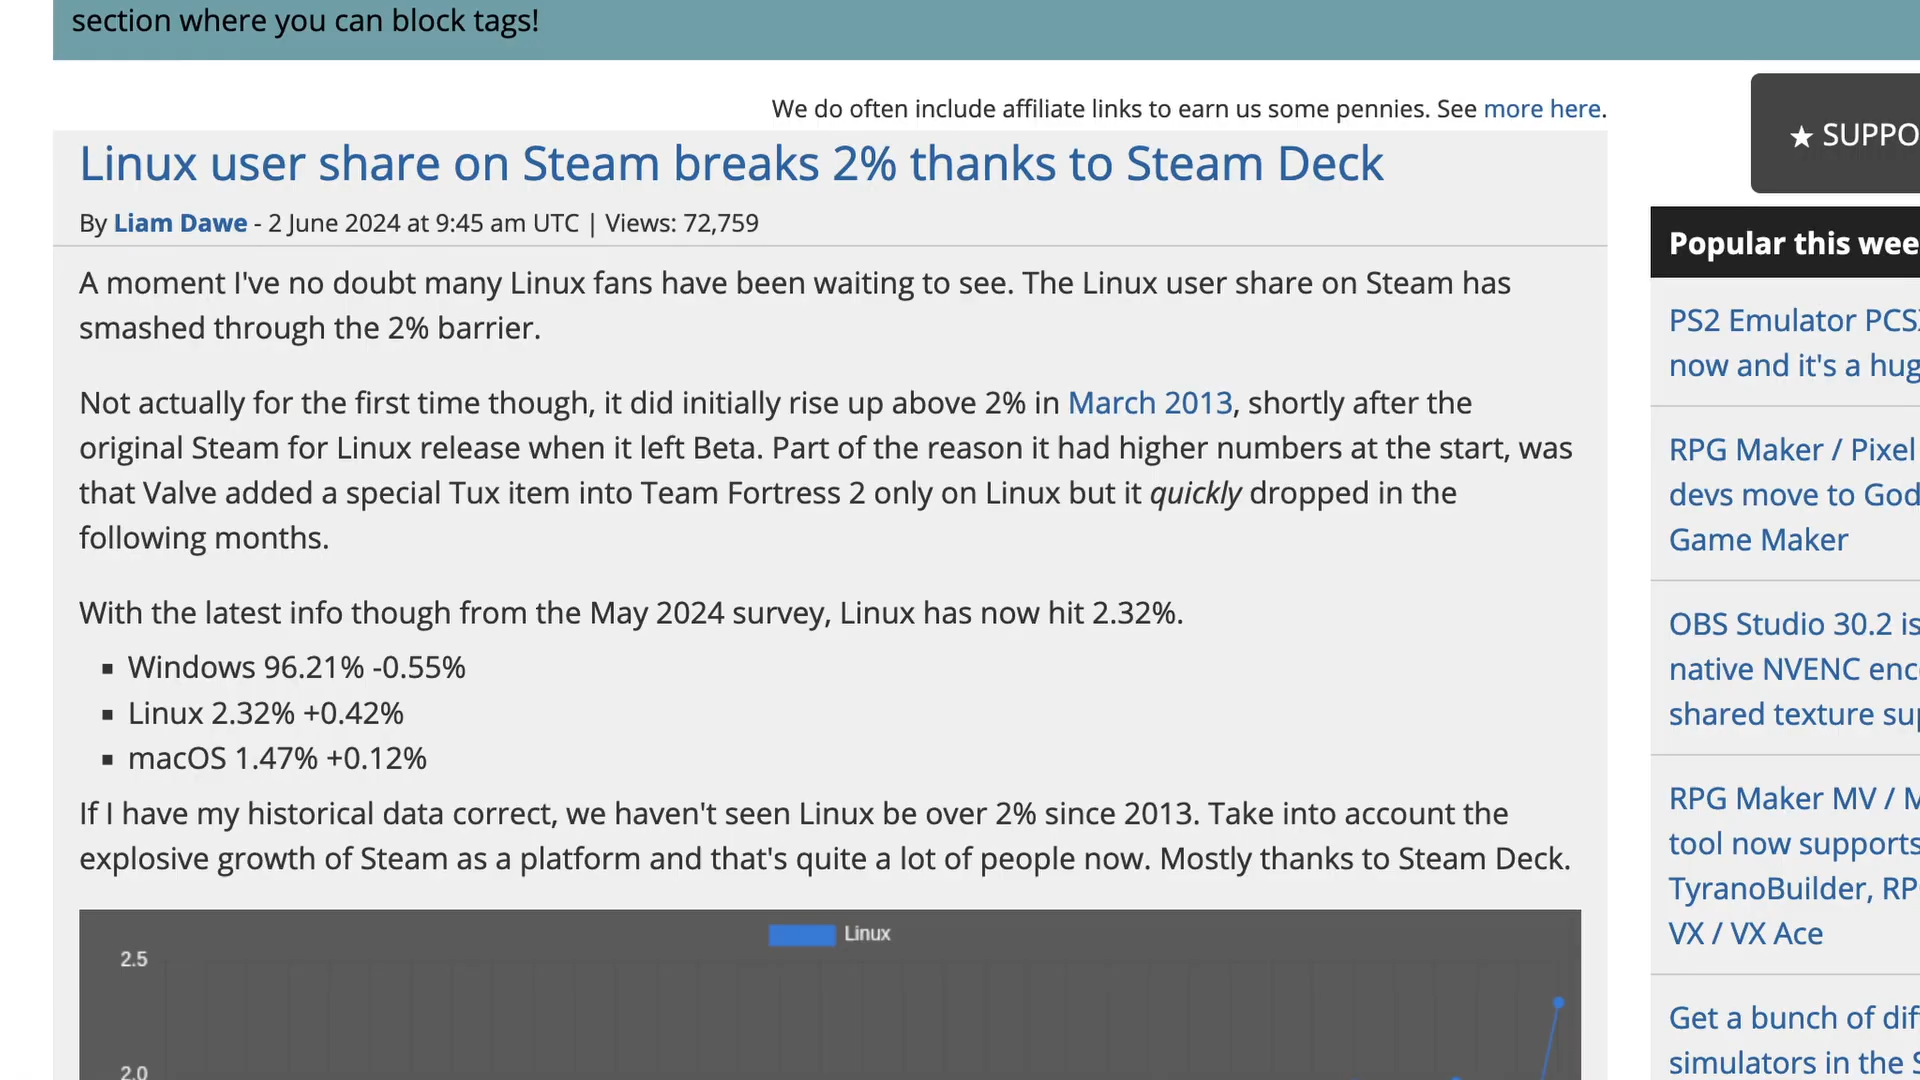 section where you can block tags!
We do often include affiliate links to earn us some pennies. See more here.
Linux user share on Steam breaks 2% thanks to Steam Deck
By Liam Dawe - 2 June 2024 at 9:45 am UTC | Views: 72,759
A moment I've no doubt many Linux fans have been waiting to see. The Linux user share on Steam has
smashed through the 2% barrier.
Not actually for the first time though, it did initially rise up above 2% in March 2013, shortly after the
original Steam for Linux release when it left Beta. Part of the reason it had higher numbers at the start, was
that Valve added a special Tux item into Team Fortress 2 only on Linux but it quickly dropped in the
following months.
With the latest info though from the May 2024 survey, Linux has now hit 2.32%.
▪ Windows 96.21% -0.55%
▪ Linux 2.32% +0.42%
▪ macOS 1.47% +0.12%
If I have my historical data correct, we haven't seen Linux be over 2% since 2013. Take into account the
explosive growth of Steam as a platform and that's quite a lot of people now. Mostly thanks to Steam Deck.
Linux
2.5
2.0
★ SUPPO
Popular this wee
PS2 Emulator PCS
now and it's a hug
RPG Maker / Pixel
devs move to God
Game Maker
OBS Studio 30.2 is
native NVENC enc
shared texture su
RPG Maker MV / M
tool now supports
TyranoBuilder, RP
VX / VX Ace
Get a bunch of dif
simulators in the S